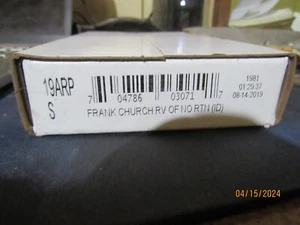 19ARP
S
7 04786 03071 7
FRANK CHURCH RV OF NO RTN (ID)
1981
01:29:37
08-14-2019
04/15/2024